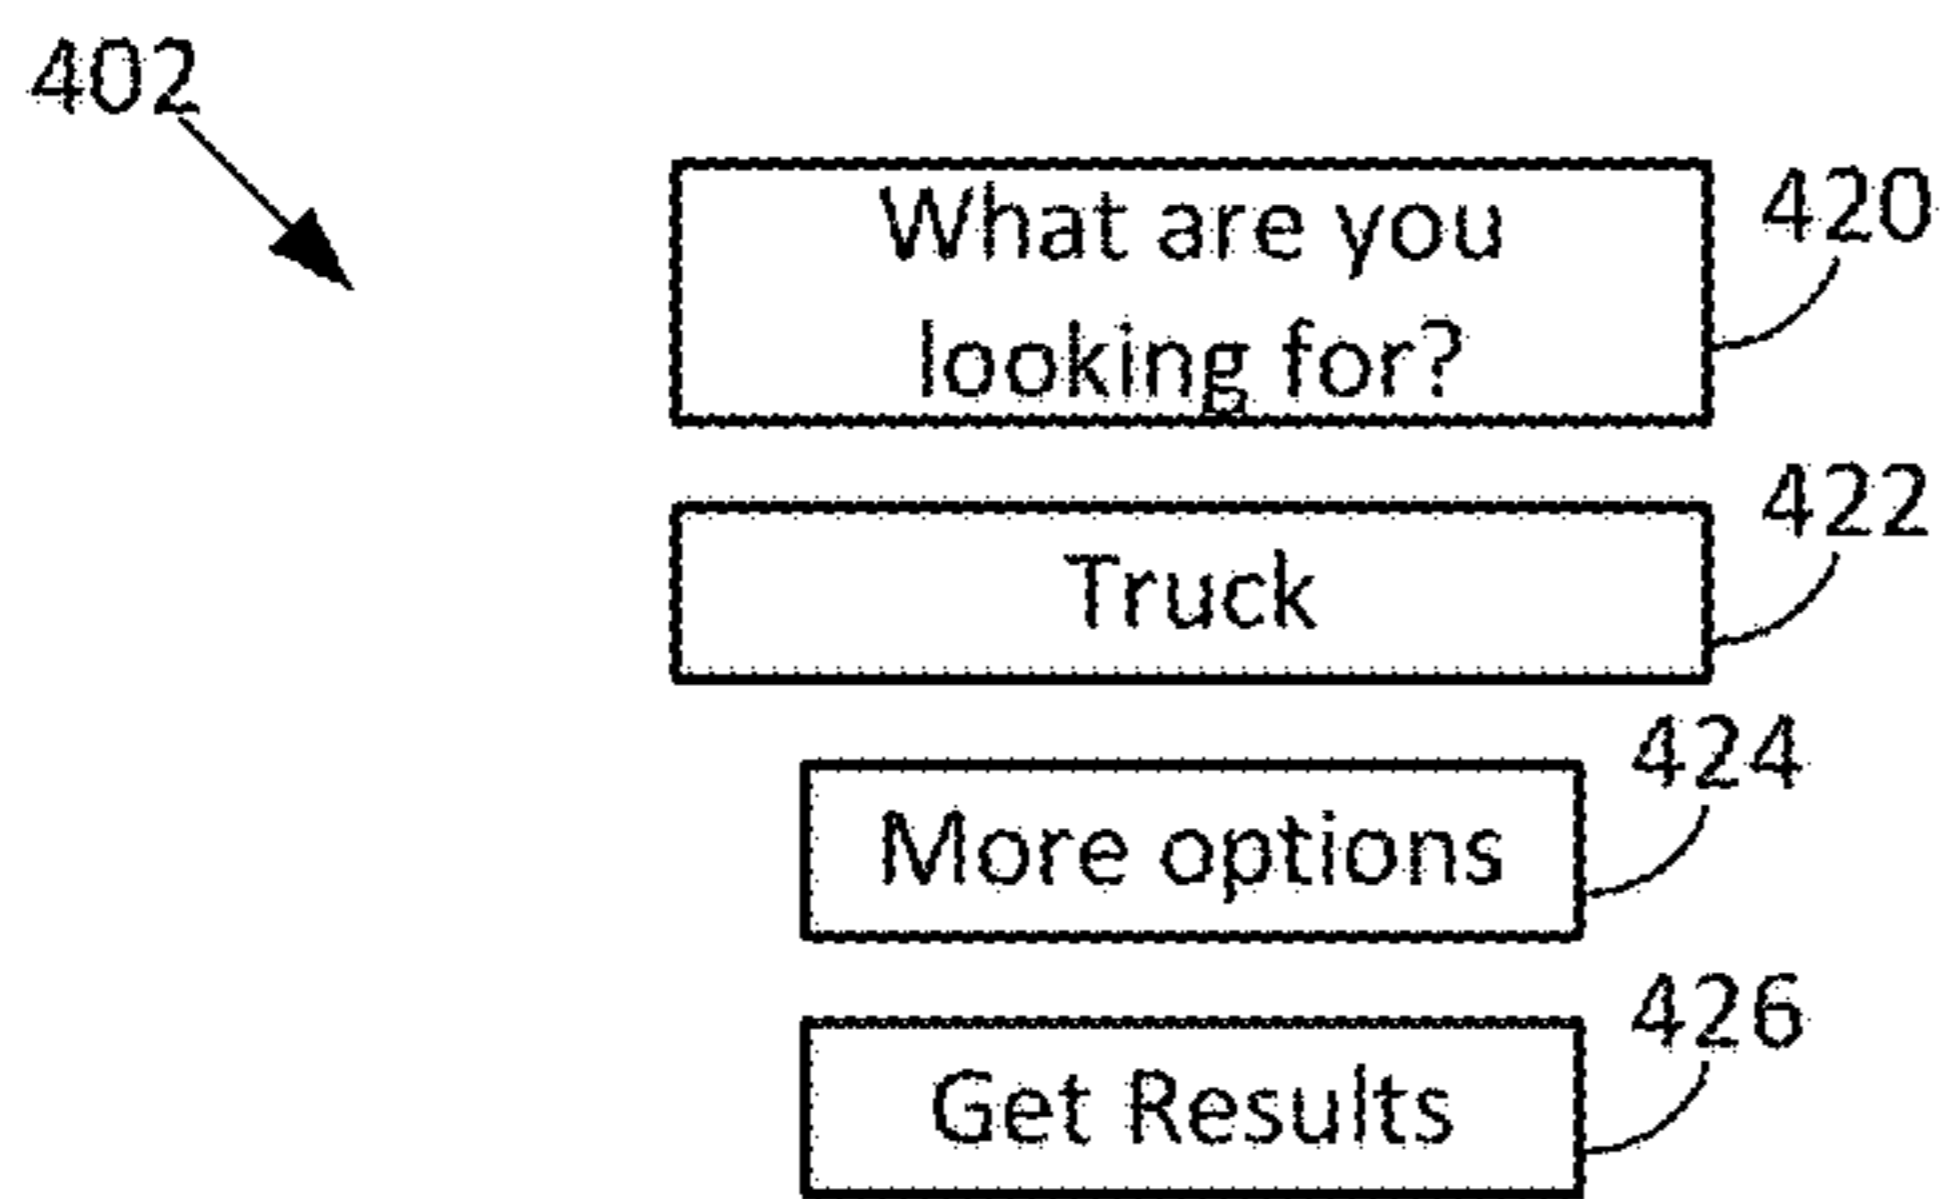 402
What are you
looking for?
420
Truck
422
More options
424
Get Results
426